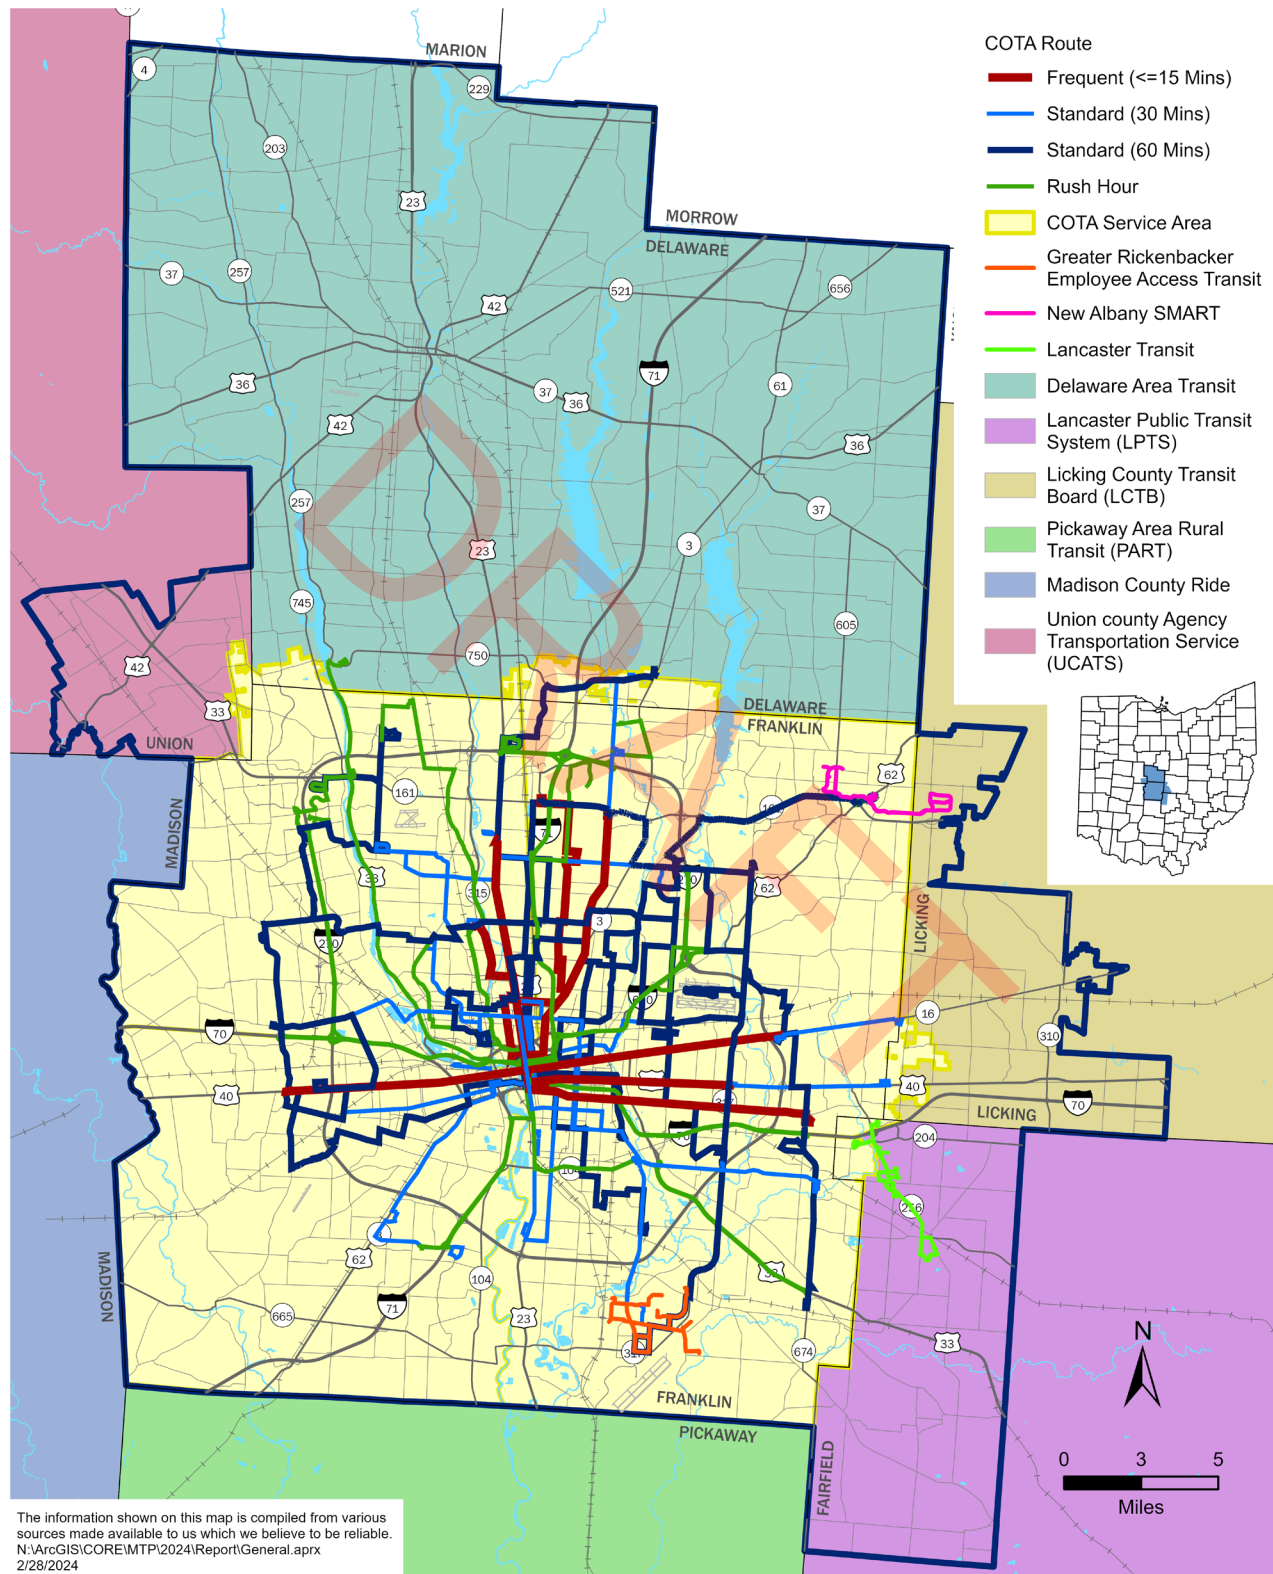 COTA Route
Frequent (<=15 Mins)
Standard (30 Mins)
Standard (60 Mins)
Rush Hour
COTA Service Area
Greater Rickenbacker
Employee Access Transit
New Albany SMART
Lancaster Transit
Delaware Area Transit
Lancaster Public Transit
System (LPTS)
Licking County Transit
Board (LCTB)
Pickaway Area Rural
Transit (PART)
Madison County Ride
Union county Agency
Transportation Service
(UCATS)
MARION
4
229
203
23
MORROW
DELAWARE
37
257
42
521
656
36
37
36
71
61
42
36
257
37
23
3
745
605
750
42
33
DELAWARE
FRANKLIN
UNION
62
161
MADISON
33
315
62
3
LICKING
16
70
310
40
40
70
LICKING
204
62
104
MADISON
665
71
23
674
33
FRANKLIN
PICKAWAY
FAIRFIELD
DRAFT
N
0 3 5
Miles
The information shown on this map is compiled from various
sources made available to us which we believe to be reliable.
N:\ArcGIS\CORE\MTP\2024\Report\General.aprx
2/28/2024